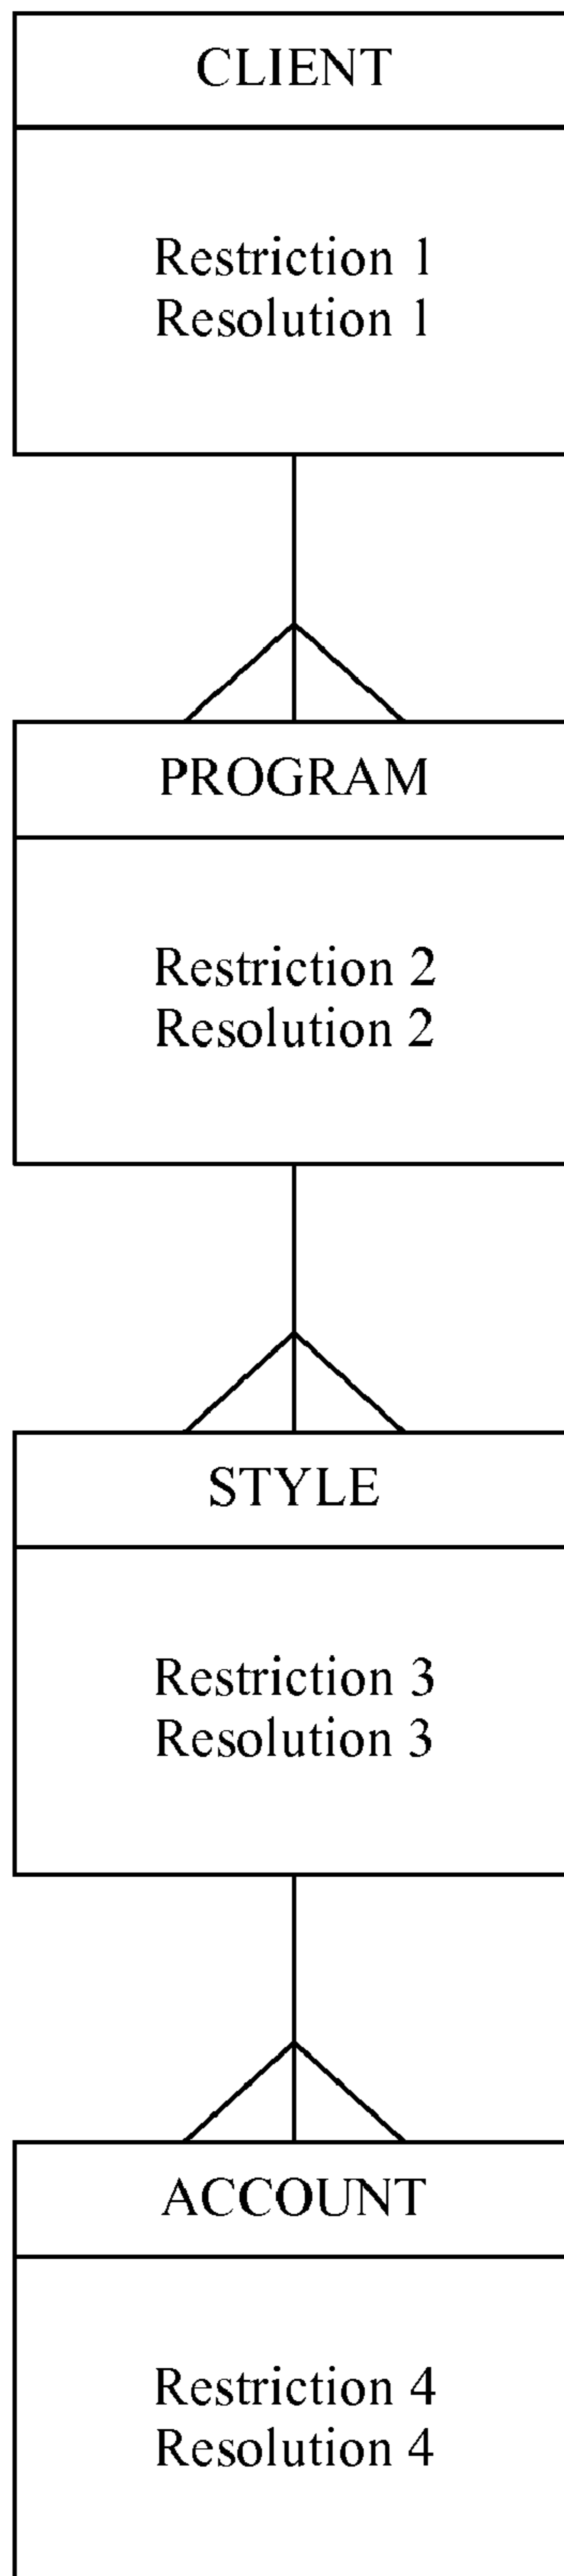 CLIENT
Restriction 1
Resolution 1
PROGRAM
Restriction 2
Resolution 2
STYLE
Restriction 3
Resolution 3
ACCOUNT
Restriction 4
Resolution 4